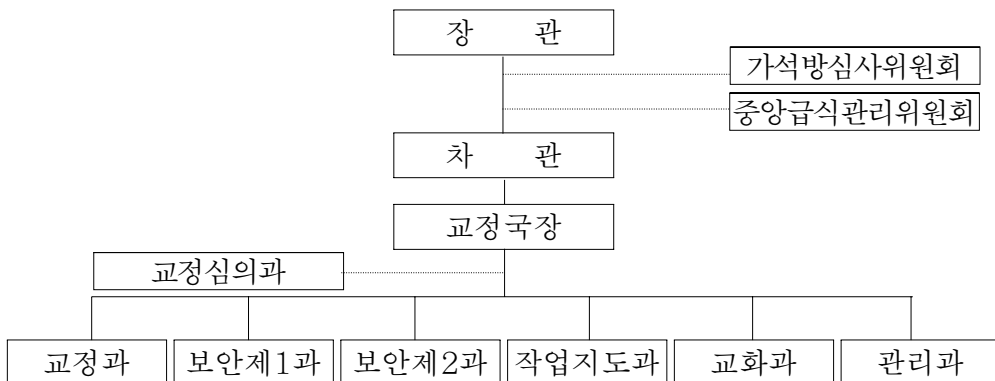 장 관
가석방심사위원회
중앙급식관리위원회
차 관
교정국장
교정심의과
교정과
보안제1과
보안제2과
작업지도과
교화과
관리과